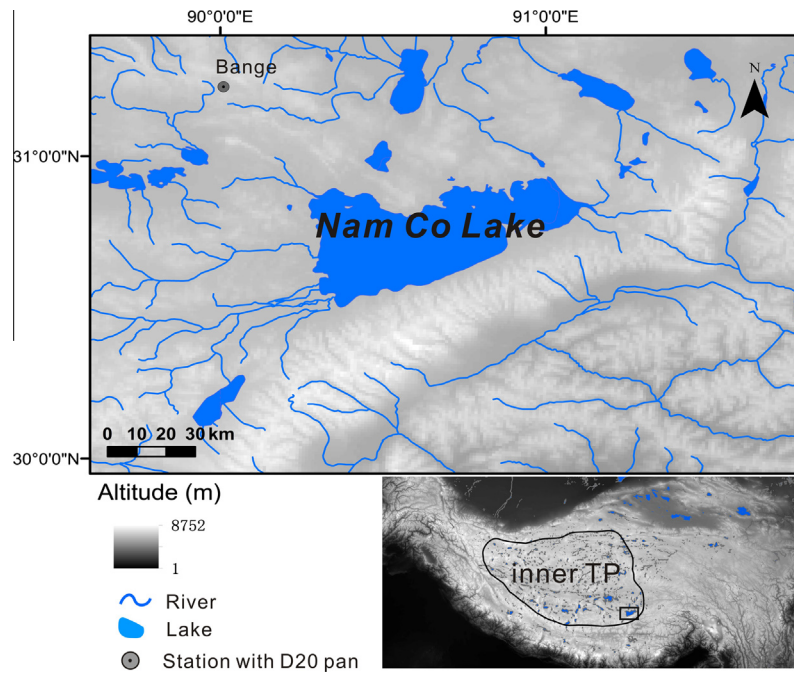 90°0'0"E 91°0'0"E
Bange
N
31°0'0"N
Nam Co Lake
0 10 20 30 km
30°0'0"N
Altitude (m)
8752
1
inner TP
River
Lake
Station with D20 pan